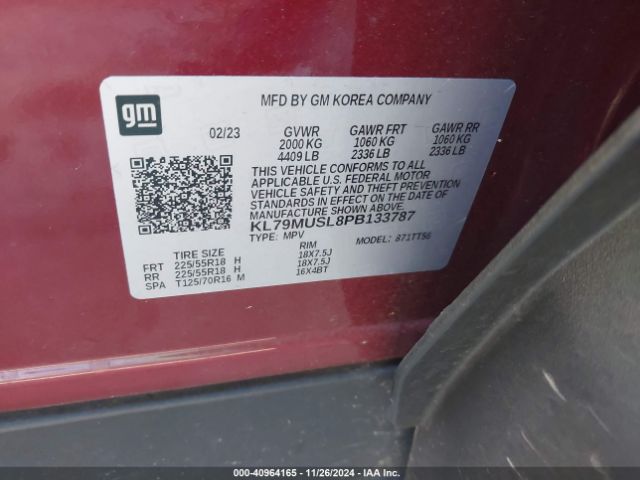 gm
MFD BY GM KOREA COMPANY
02/23 GVWR GAWR FRT GAWR RR
2000 KG 1060 KG 1060 KG
4409 LB 2336 LB 2336 LB
THIS VEHICLE CONFORMS TO ALL
APPLICABLE U.S. FEDERAL MOTOR
VEHICLE SAFETY AND THEFT PREVENTION
STANDARDS IN EFFECT ON THE DATE OF
MANUFACTURE SHOWN ABOVE.
KL79MUSL8PB133787
TYPE: MPV MODEL: 871TT56
TIRE SIZE RIM
FRT 225/55R18 H 18X7.5J
RR 225/55R18 H 18X7.5J
SPA T125/70R16 M 16X4BT
© - 40964165 - 11/26/2024 - IAA Inc.